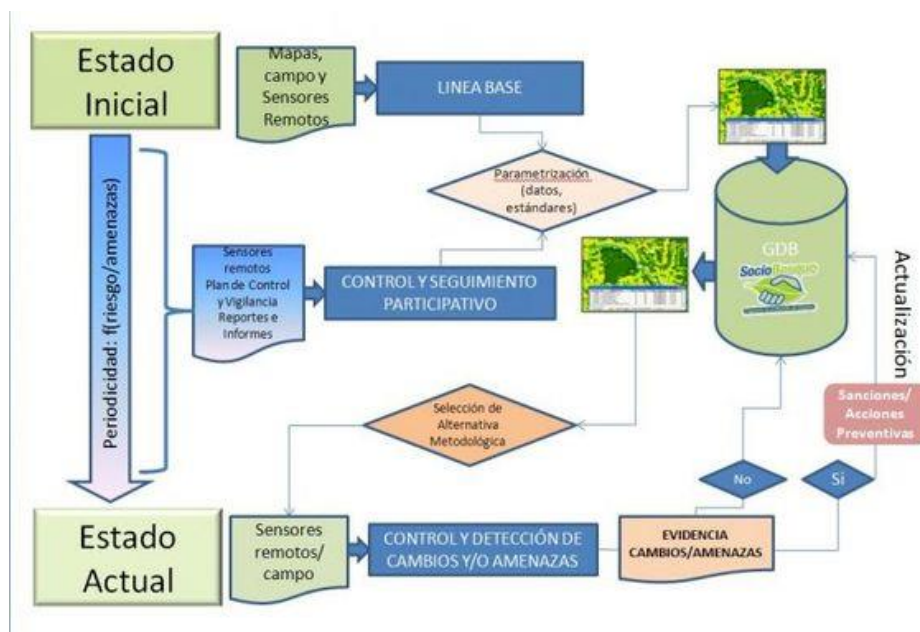 Estado
Inicial
Mapas,
campo y
Sensores
Remotos
LINEA BASE
Parametrización
(datos,
estándares)
GDB
SocioBosque
Actualización
Periodicidad: f(riesgo/amenazas)
Sensores
remotos
Plan de Control
y Vigilancia
Reportes e
Informes
CONTROL Y SEGUIMIENTO
PARTICIPATIVO
Selección de
Alternativa
Metodológica
Sanciones/
Acciones
Preventivas
No
Si
Estado
Actual
Sensores
remotos/
campo
CONTROL Y DETECCIÓN DE
CAMBIOS Y/O AMENAZAS
EVIDENCIA
CAMBIOS/AMENAZAS